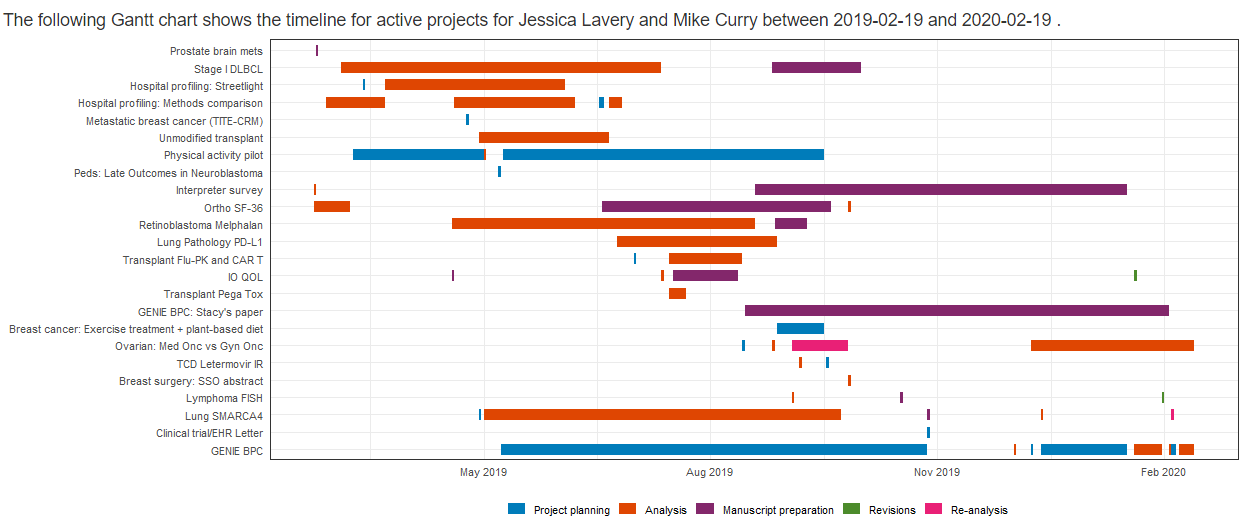 The following Gantt chart shows the timeline for active projects for Jessica Lavery and Mike Curry between 2019-02-19 and 2020-02-19 .
Prostate brain mets
Stage I DLBCL
Hospital profiling: Streetlight
Hospital profiling: Methods comparison
Metastatic breast cancer (TITE-CRM)
Unmodified transplant
Physical activity pilot
Peds: Late Outcomes in Neuroblastoma
Interpreter survey
Ortho SF-36
Retinoblastoma Melphalan
Lung Pathology PD-L1
Transplant Flu-PK and CAR T
IO QOL
Transplant Pega Tox
GENIE BPC: Stacy's paper
Breast cancer: Exercise treatment + plant-based diet
Ovarian: Med Onc vs Gyn Onc
TCD Letermovir IR
Breast surgery: SSO abstract
Lymphoma FISH
Lung SMARCA4
Clinical trial/EHR Letter
GENIE BPC
May 2019 Aug 2019 Nov 2019 Feb 2020
Project planning Analysis Manuscript preparation Revisions Re-analysis